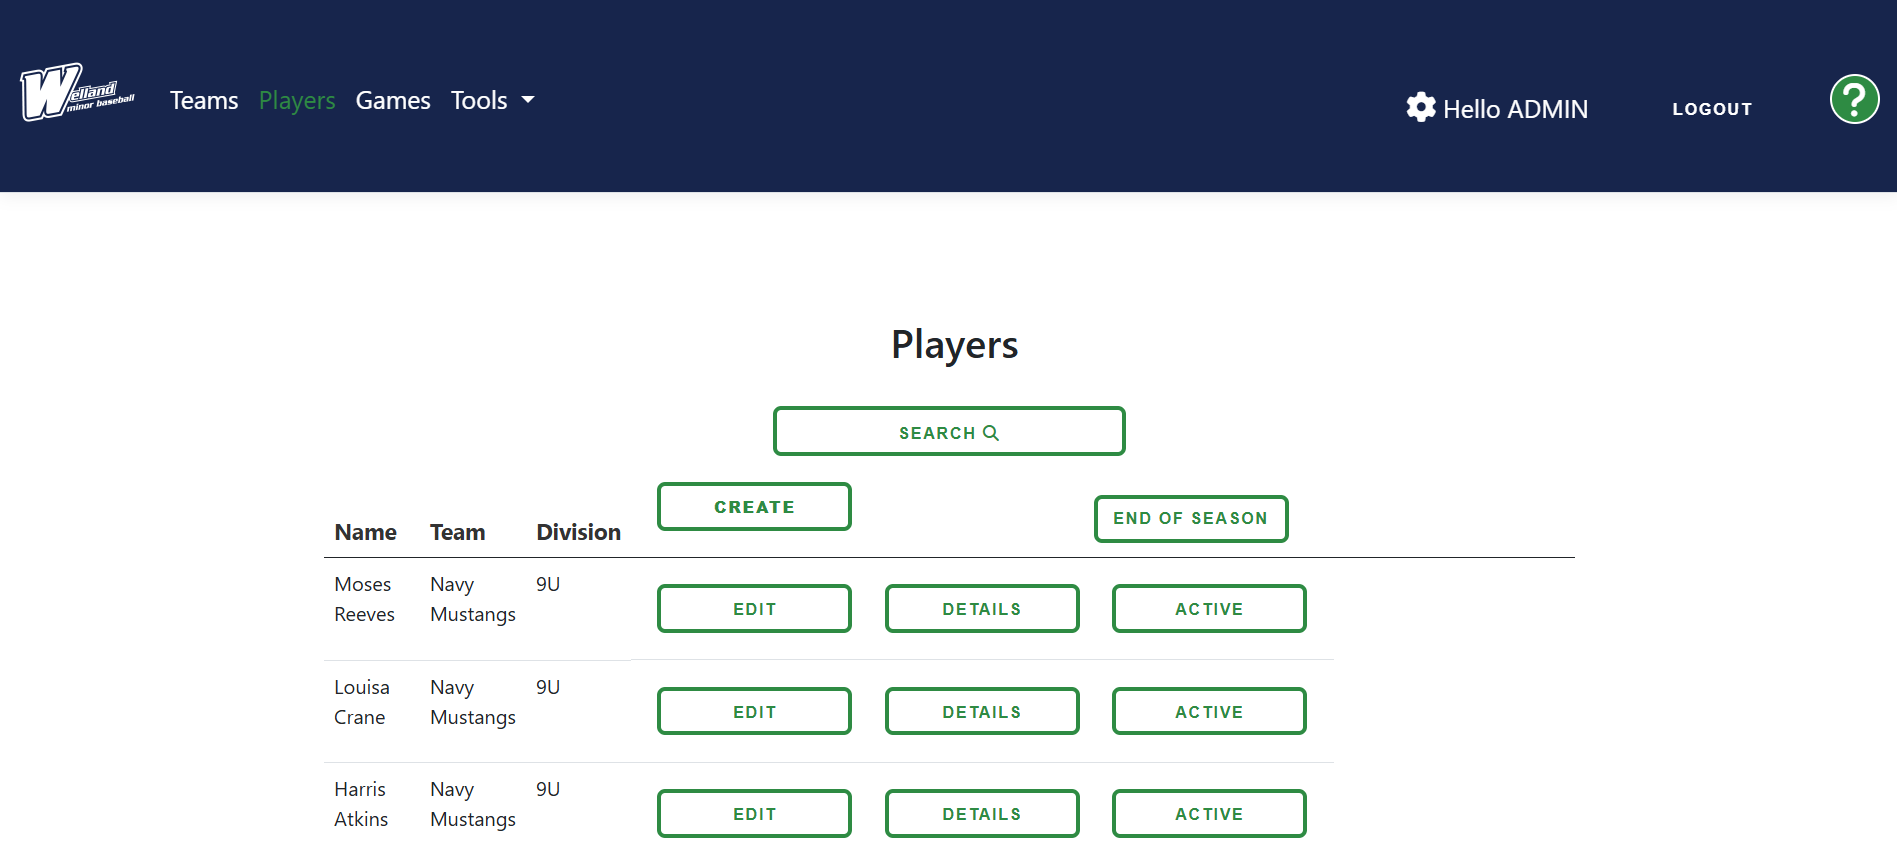 Welland
minor baseball
Teams Players Games Tools
Hello ADMIN
LOGOUT
?
Players
SEARCH
CREATE
END OF SEASON
Name Team Division
Moses Reeves
Navy Mustangs
9U
EDIT DETAILS ACTIVE
Louisa Crane
Navy Mustangs
9U
EDIT DETAILS ACTIVE
Harris Atkins
Navy Mustangs
9U
EDIT DETAILS ACTIVE